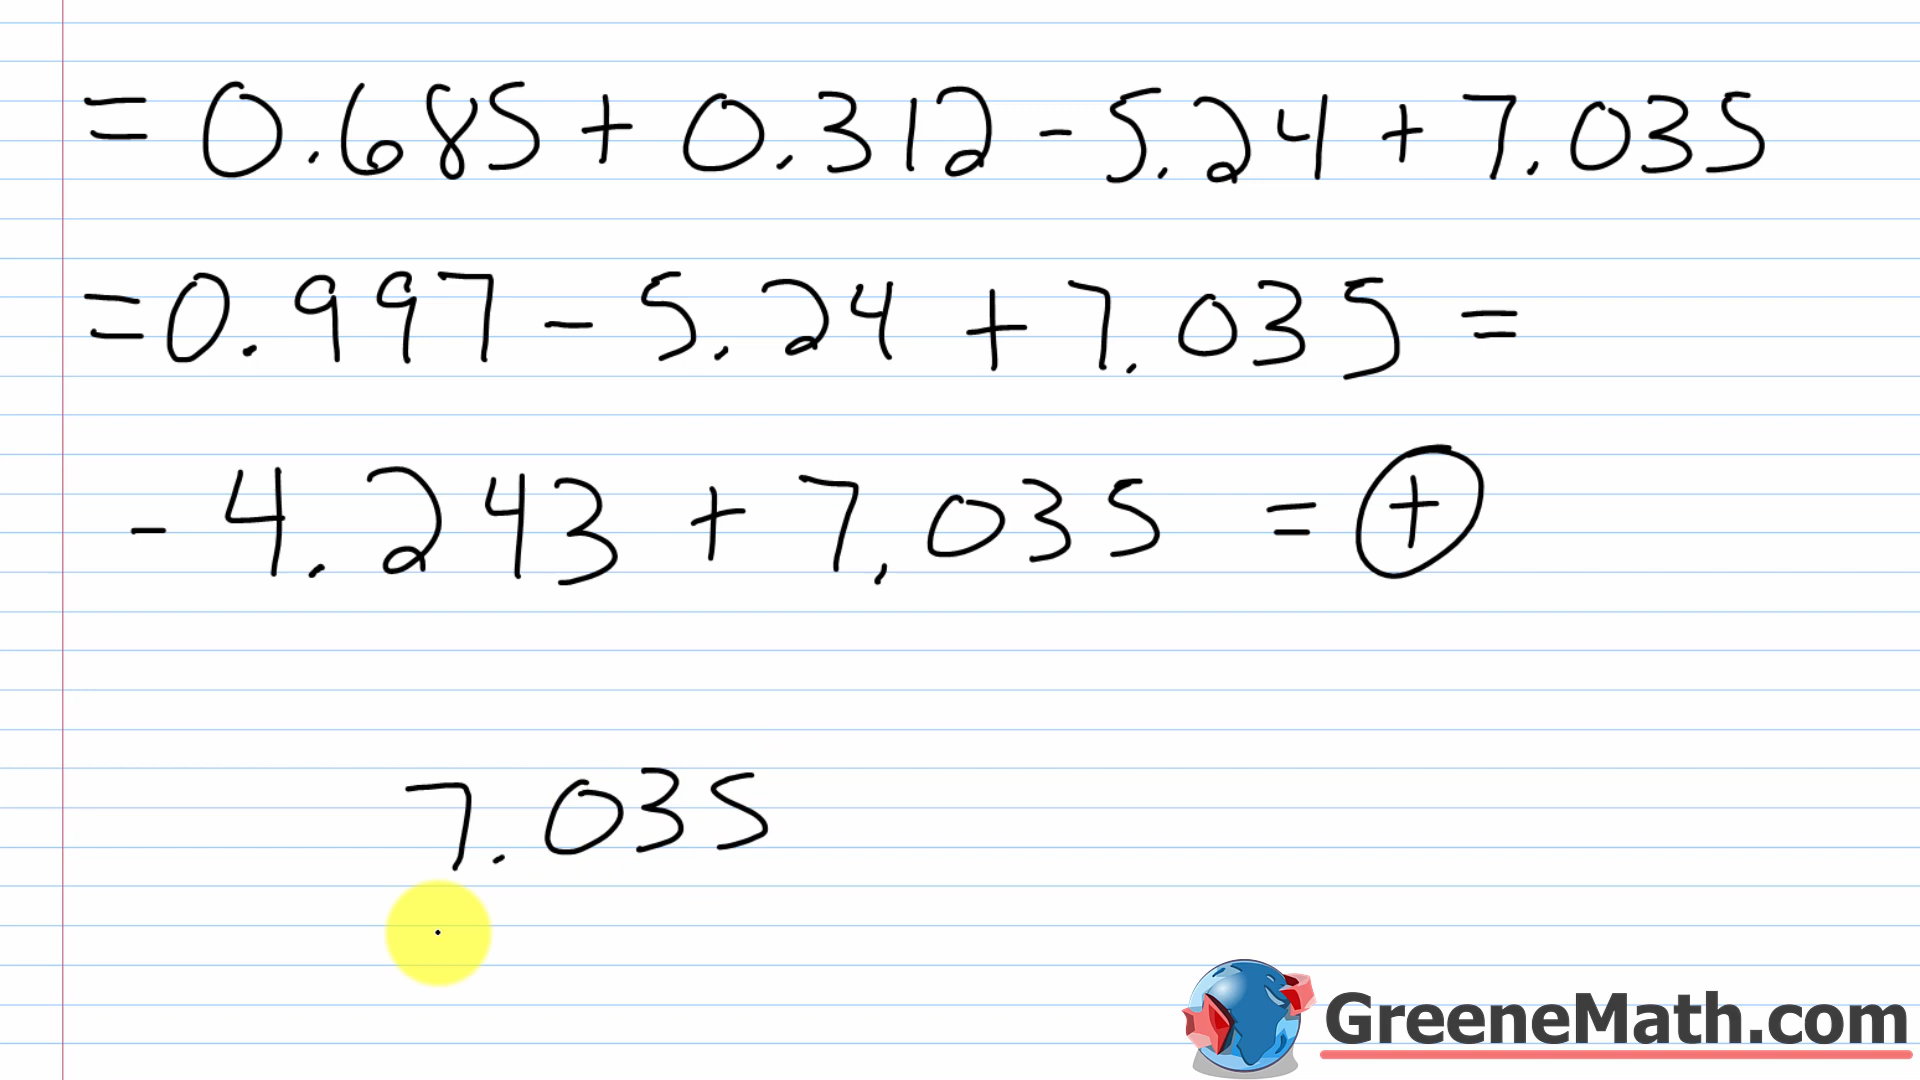 = 0.685 + 0.312 - 5.24 + 7.035
= 0.997 - 5.24 + 7.035 =
- 4.243 + 7.035 = +
7.035
GreeneMath.com